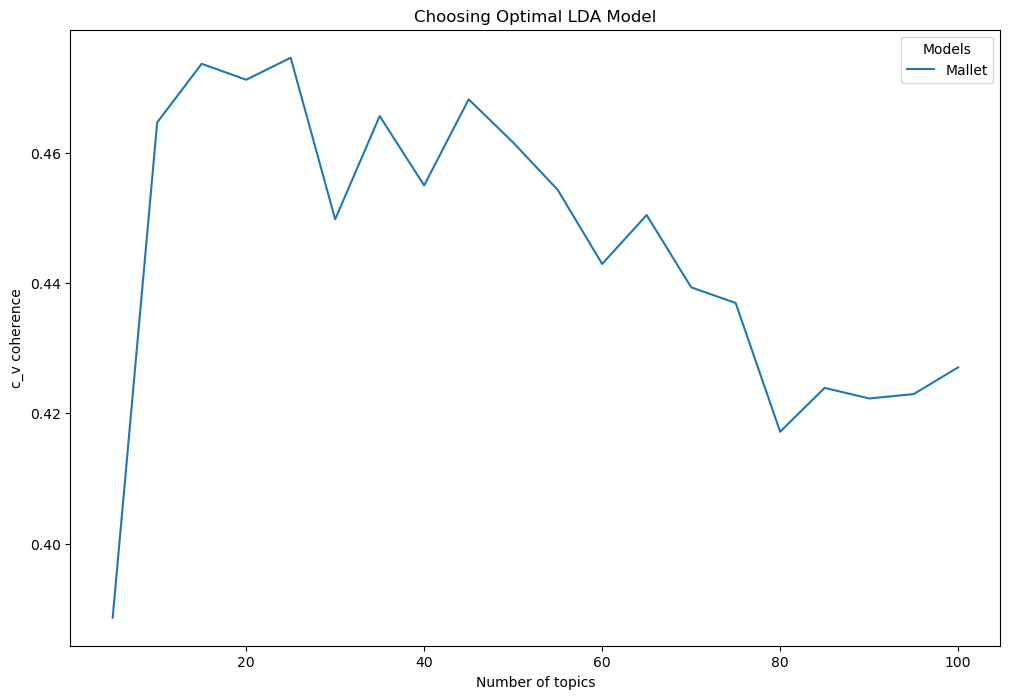 Choosing Optimal LDA Model
Models
Mallet
c_v coherence
0.46
0.44
0.42
0.40
20 40 60 80 100
Number of topics